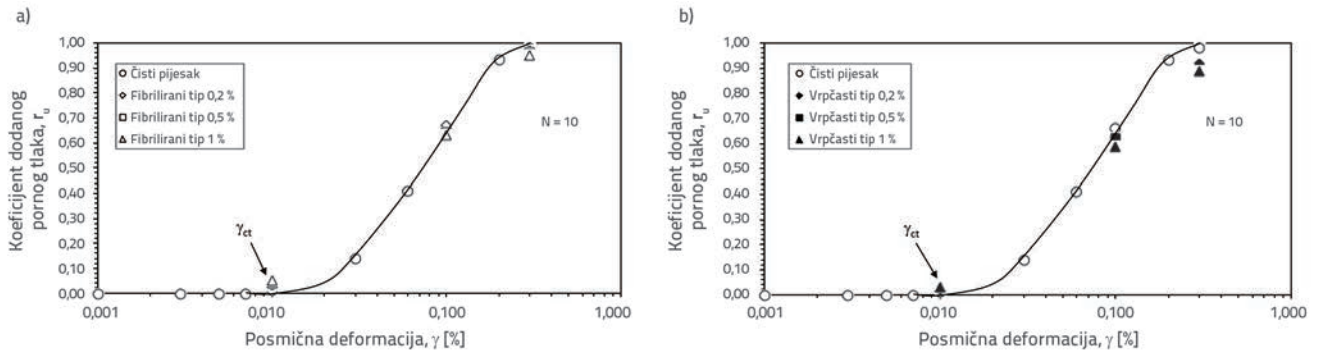 a)
Koeficijent dodanog
pornog tlaka, rᵤ
1,00
0,90
0,80
0,70
0,60
0,50
0,40
0,30
0,20
0,10
0,00
Čisti pijesak
Fibrilirani tip 0,2 %
Fibrilirani tip 0,5 %
Fibrilirani tip 1 %
N = 10
γct
0,001
0,010
0,100
1,000
Posmična deformacija, γ [%]
b)
Koeficijent dodanog
pornog tlaka, rᵤ
1,00
0,90
0,80
0,70
0,60
0,50
0,40
0,30
0,20
0,10
0,00
Čisti pijesak
Vrpčasti tip 0,2 %
Vrpčasti tip 0,5 %
Vrpčasti tip 1 %
N = 10
γct
0,001
0,010
0,100
1,000
Posmična deformacija, γ [%]